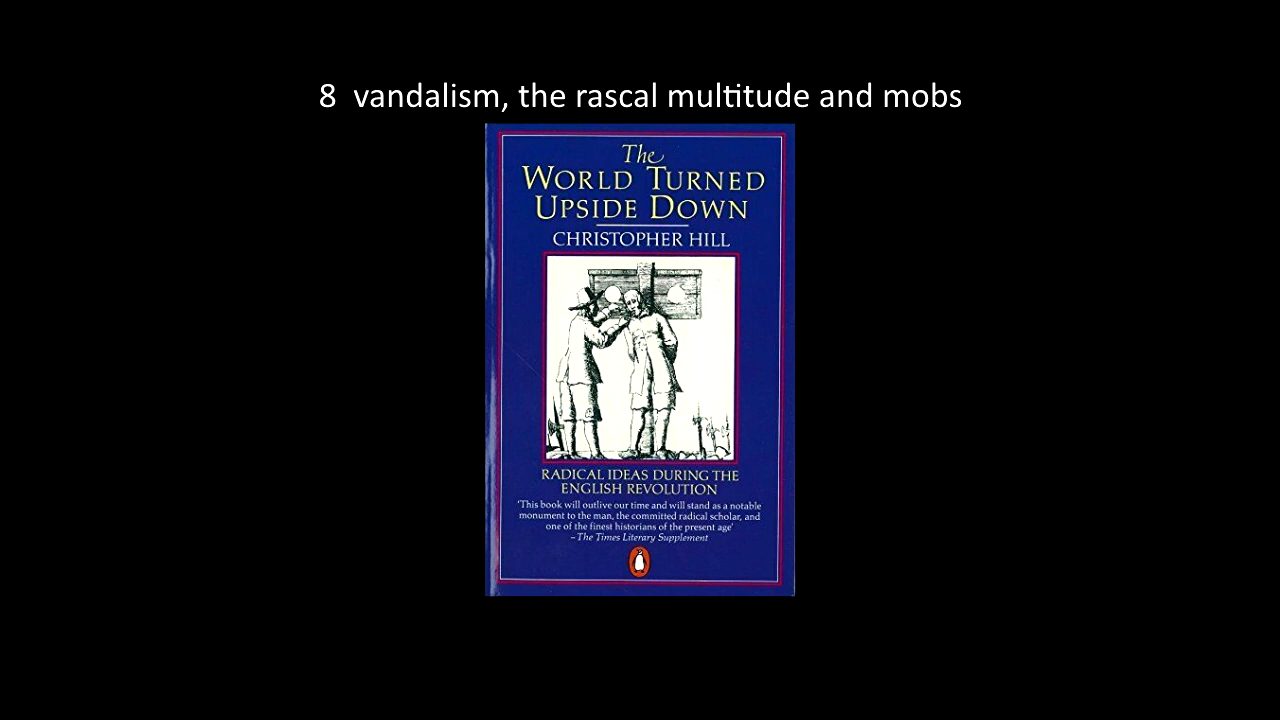 8  vandalism, the rascal multitude and mobs
The
WORLD TURNED
UPSIDE DOWN
CHRISTOPHER HILL
RADICAL IDEAS DURING THE
ENGLISH REVOLUTION
'This book will outlive our time and will stand as a notable
monument to the man, the committed radical scholar, and
one of the finest historians of the present age'
– The Times Literary Supplement